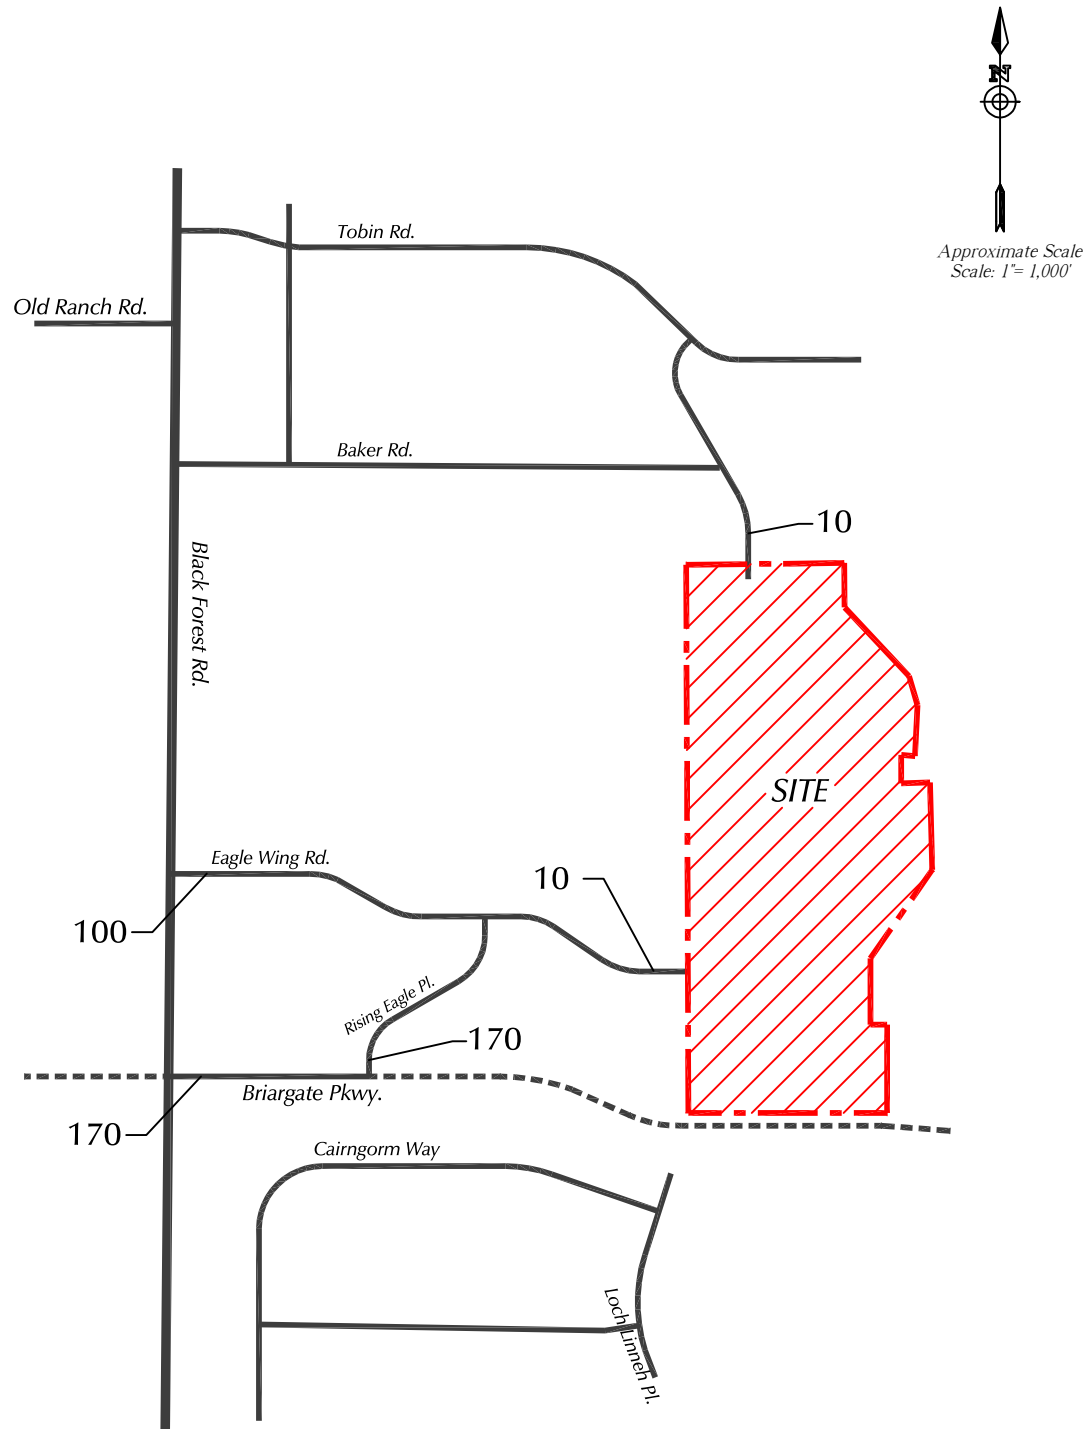 N
Approximate Scale
Scale: 1"= 1,000'
Tobin Rd.
Old Ranch Rd.
Baker Rd.
10
Black Forest Rd.
SITE
Eagle Wing Rd.
10
100
Rising Eagle Pl.
170
Briargate Pkwy.
170
Cairngorm Way
Loch Linneh Pl.